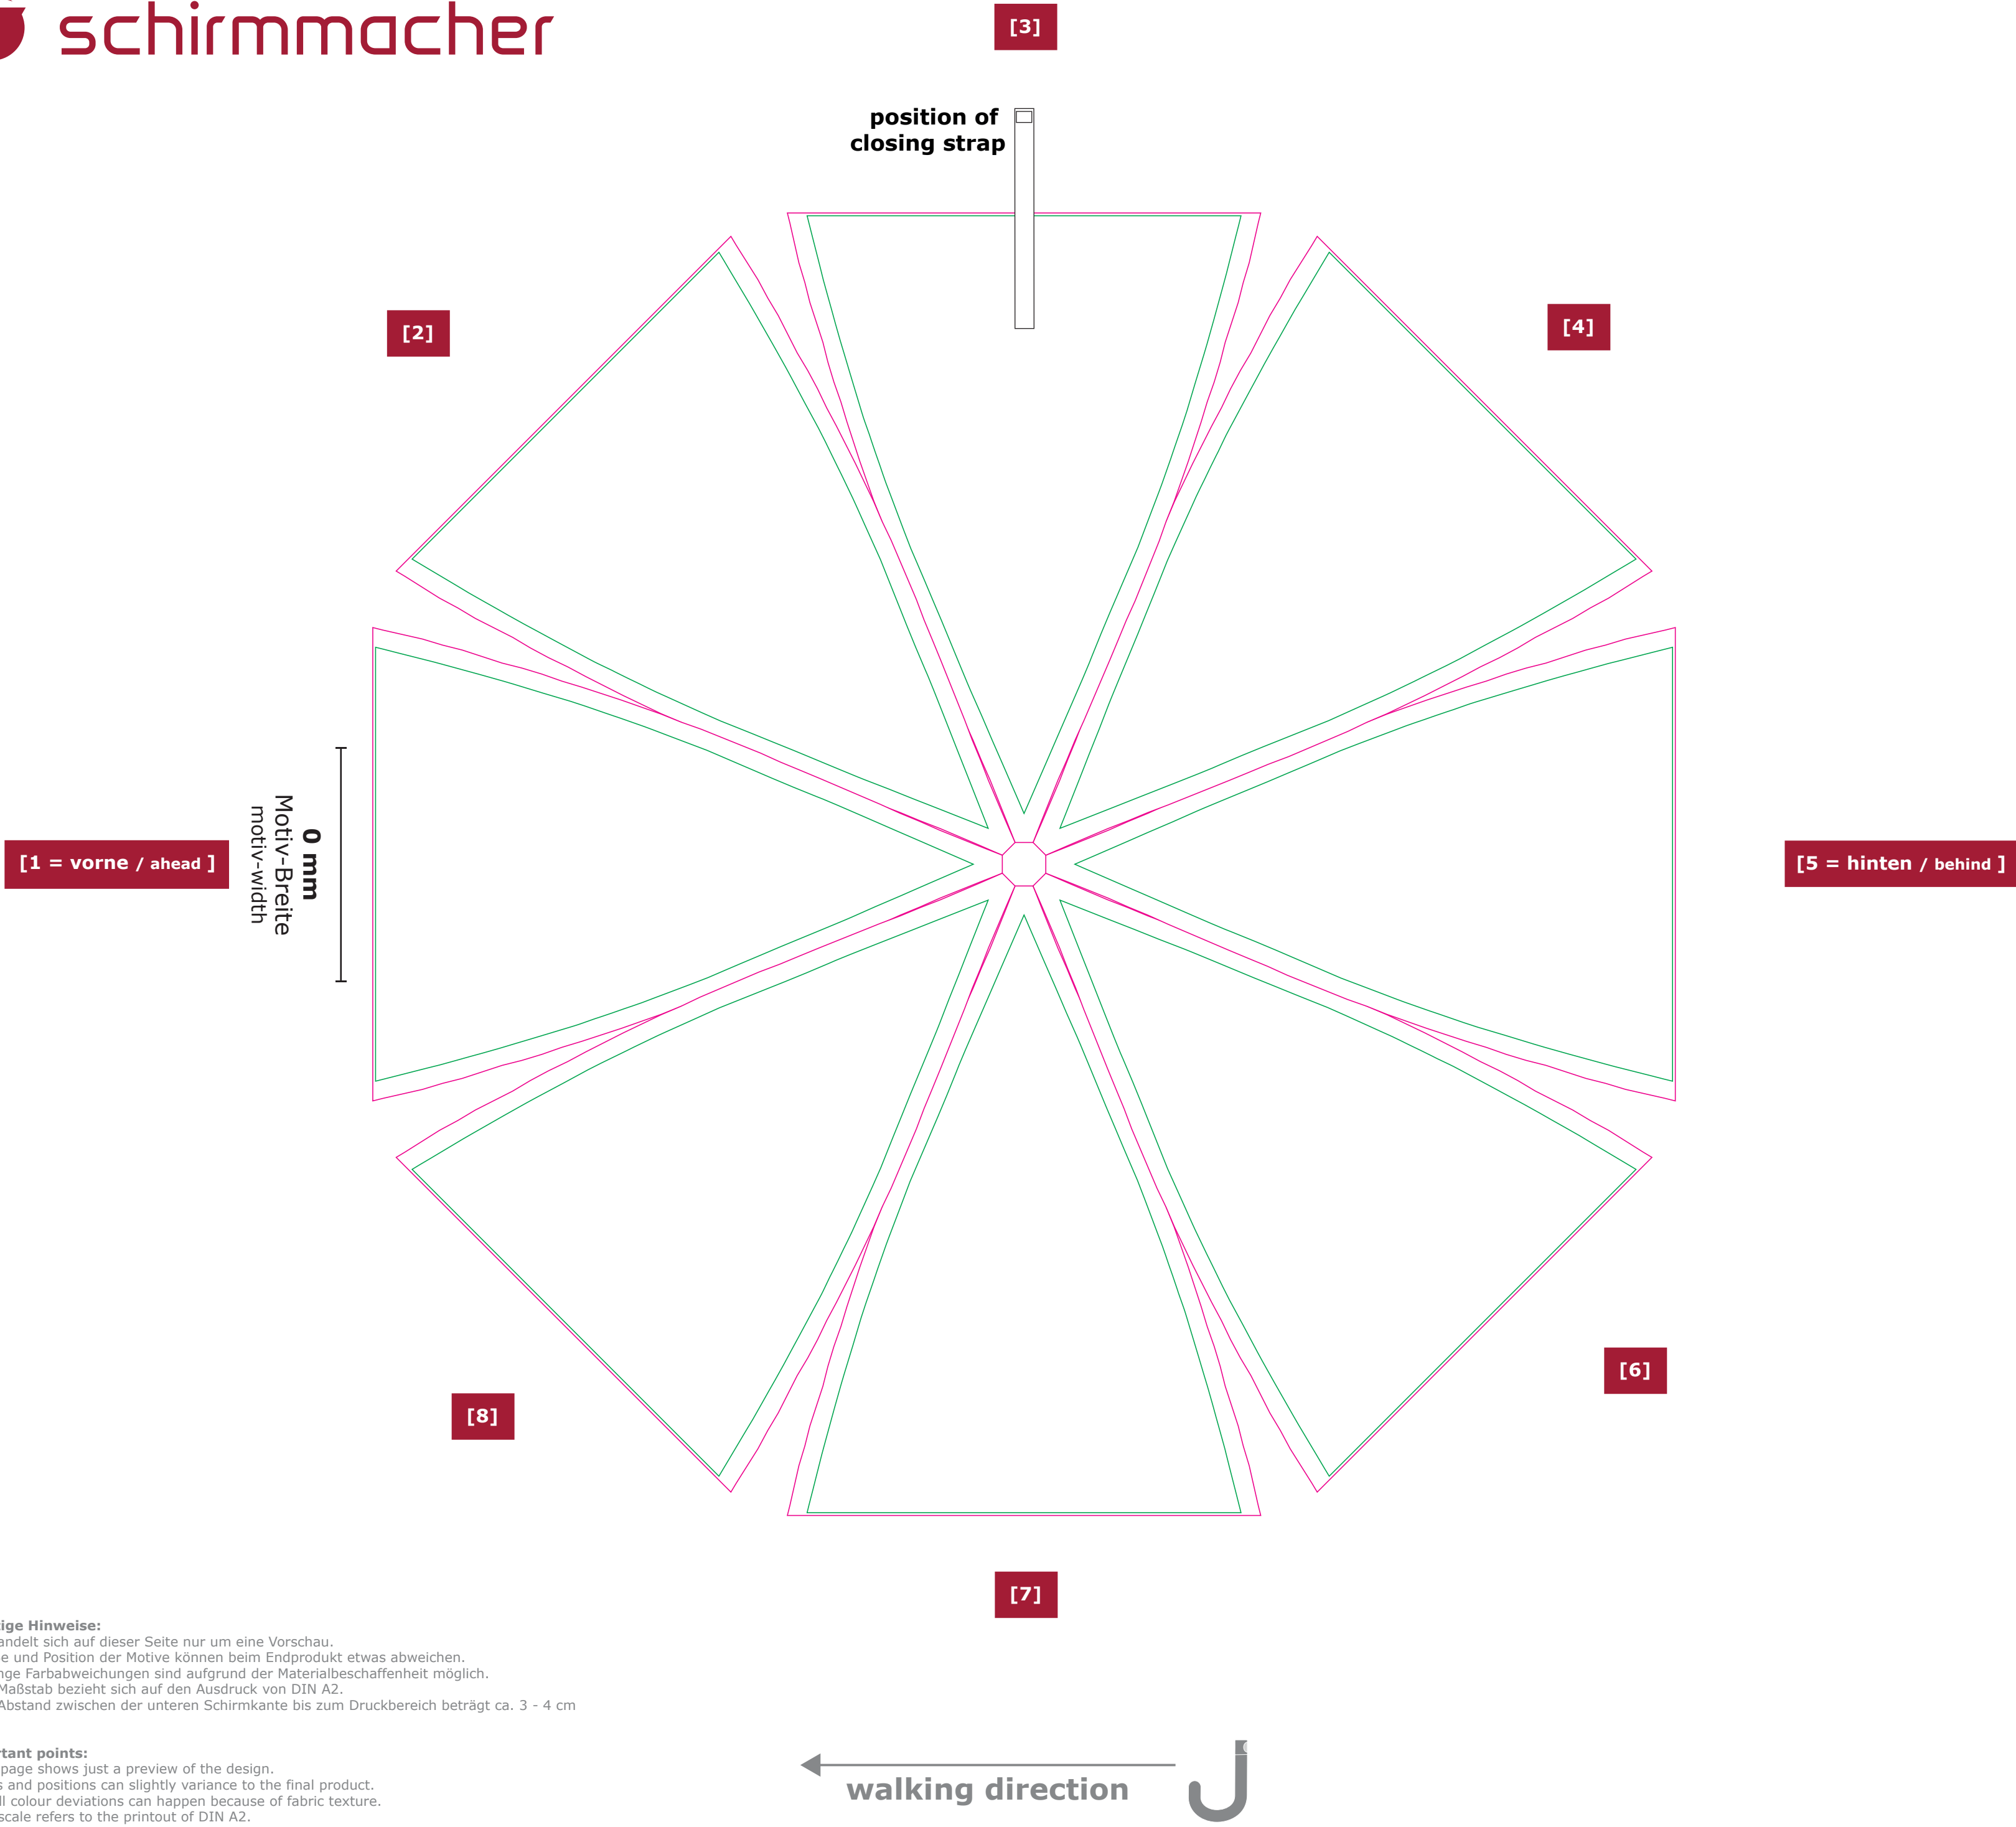 schirmmacher
[3]
position of
closing strap
[2]
[4]
0 mm
Motiv-Breite
motiv-width
[1 = vorne / ahead ]
[5 = hinten / behind ]
[6]
[8]
[7]
Hinweise:
sich auf dieser Seite nur um eine Vorschau.
und Position der Motive können beim Endprodukt etwas abweichen.
Farbabweichungen sind aufgrund der Materialbeschaffenheit möglich.
Maßstab bezieht sich auf den Ausdruck von DIN A2.
Abstand zwischen der unteren Schirmkante bis zum Druckbereich beträgt ca. 3 - 4 cm
points:
page shows just a preview of the design.
and positions can slightly variance to the final product.
colour deviations can happen because of fabric texture.
scale refers to the printout of DIN A2.
walking direction